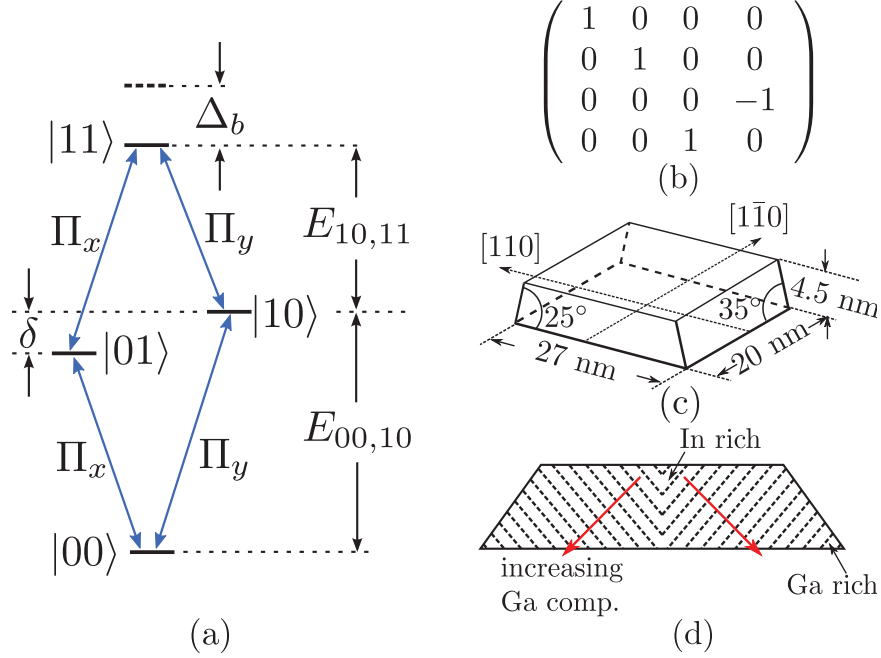 Δ_b
|11⟩
Π_x
Π_y
E_{10,11}
δ
|10⟩
|01⟩
Π_x
Π_y
E_{00,10}
|00⟩
(a)
1 0 0 0
0 1 0 0
0 0 0 −1
0 0 1 0
(b)
[110]
[11̄0]
25°
35°
4.5 nm
27 nm
20 nm
(c)
In rich
increasing
Ga comp.
Ga rich
(d)